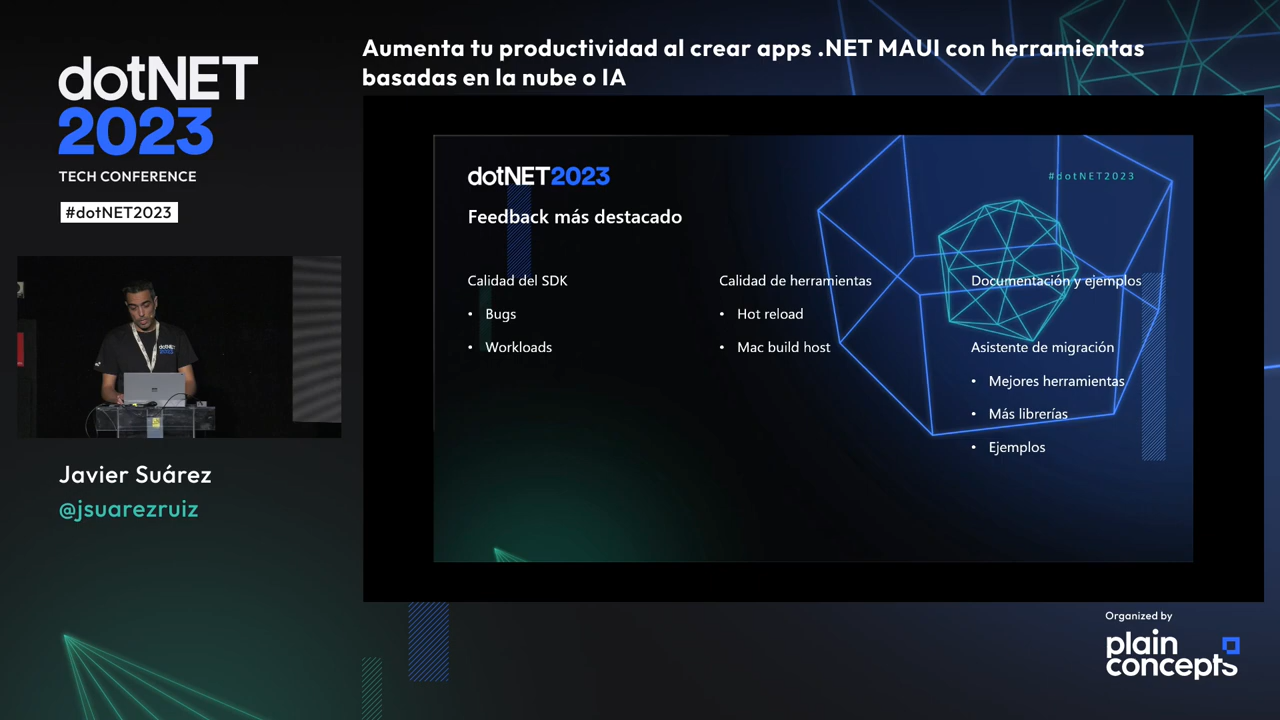 dotNET
2023
TECH CONFERENCE
#dotNET2023
Aumenta tu productividad al crear apps .NET MAUI con herramientas
basadas en la nube o IA
dotNET2023
#dotNET2023
Feedback más destacado
Calidad del SDK
• Bugs
• Workloads
Calidad de herramientas
• Hot reload
• Mac build host
Documentación y ejemplos
Asistente de migración
• Mejores herramientas
• Más librerías
• Ejemplos
Javier Suárez
@jsuarezruiz
Organized by
plain
concepts